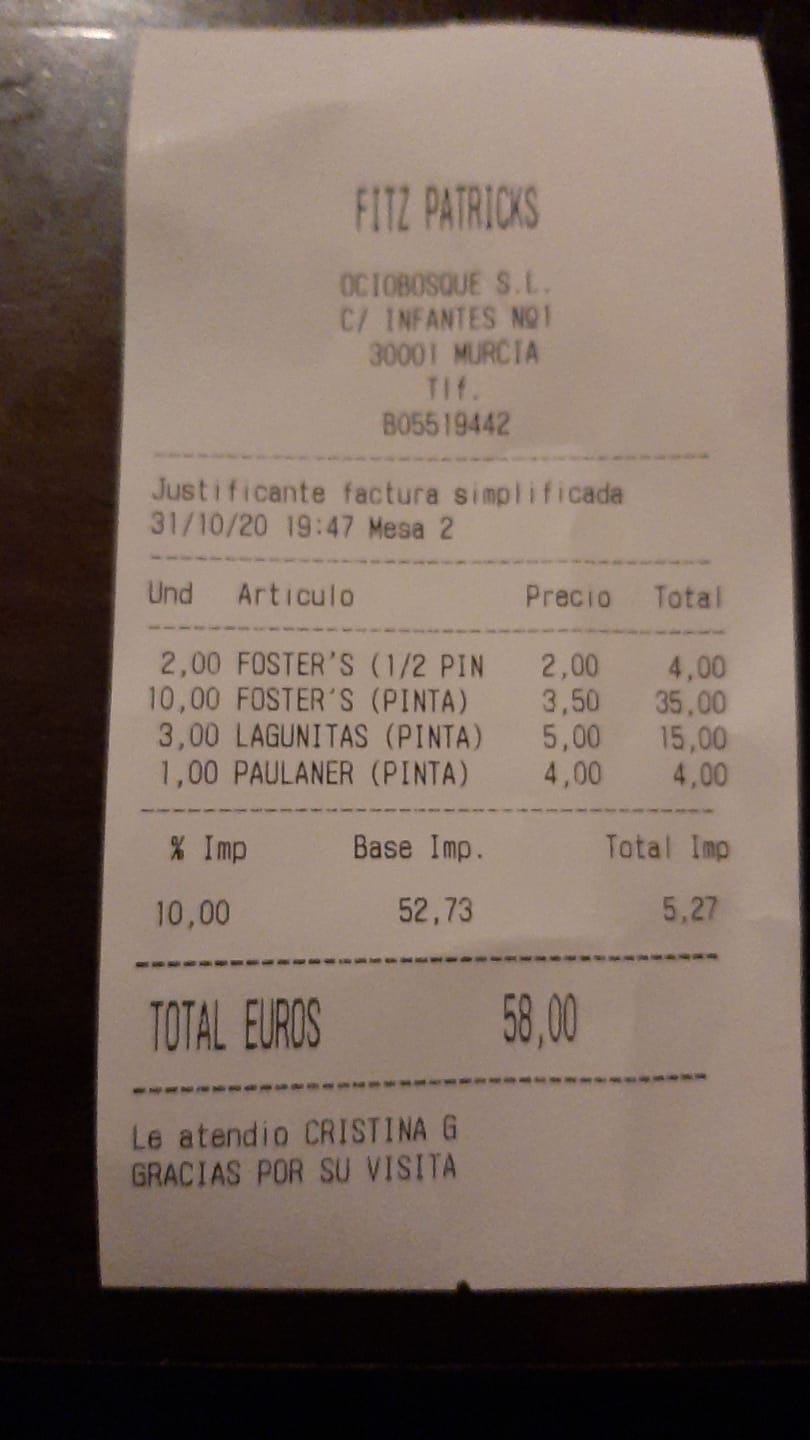 FITZ PATRICKS
OCIOBOSQUE S.L.
C/ INFANTES Nº1
30001 MURCIA
Tlf.
B05519442
Justificante factura simplificada
31/10/20 19:47 Mesa 2
Und Articulo Precio Total
2,00 FOSTER'S (1/2 PIN 2,00 4,00
10,00 FOSTER'S (PINTA) 3,50 35,00
3,00 LAGUNITAS (PINTA) 5,00 15,00
1,00 PAULANER (PINTA) 4,00 4,00
% Imp Base Imp. Total Imp
10,00 52,73 5,27
TOTAL EUROS 58,00
Le atendio CRISTINA G
GRACIAS POR SU VISITA